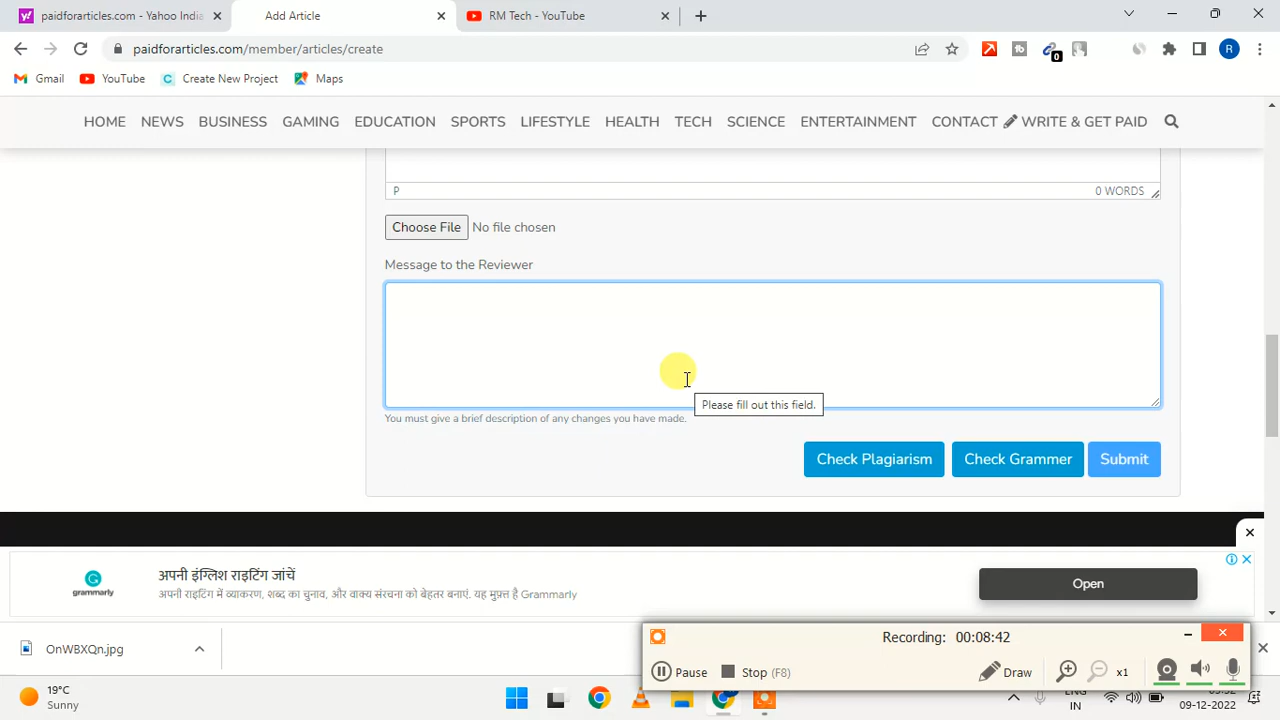 paidforarticles.com - Yahoo India
Add Article
RM Tech - YouTube
paidforarticles.com/member/articles/create
0
R
Gmail
YouTube
Create New Project
Maps
HOME NEWS BUSINESS GAMING EDUCATION SPORTS LIFESTYLE HEALTH TECH SCIENCE ENTERTAINMENT CONTACT WRITE & GET PAID
P
0 WORDS
Choose File No file chosen
Message to the Reviewer
Please fill out this field.
You must give a brief description of any changes you have made.
Check Plagiarism Check Grammer Submit
अपनी इंग्लिश राइटिंग जांचें
अपनी राइटिंग में व्याकरण, शब्द का चुनाव, और वाक्य संरचना को बेहतर बनाएं. यह मुफ़्त है Grammarly
grammarly
Open
OnWBXQn.jpg
Recording: 00:08:42
Pause Stop (F8) Draw x1
19°C
Sunny
IN
09-12-2022